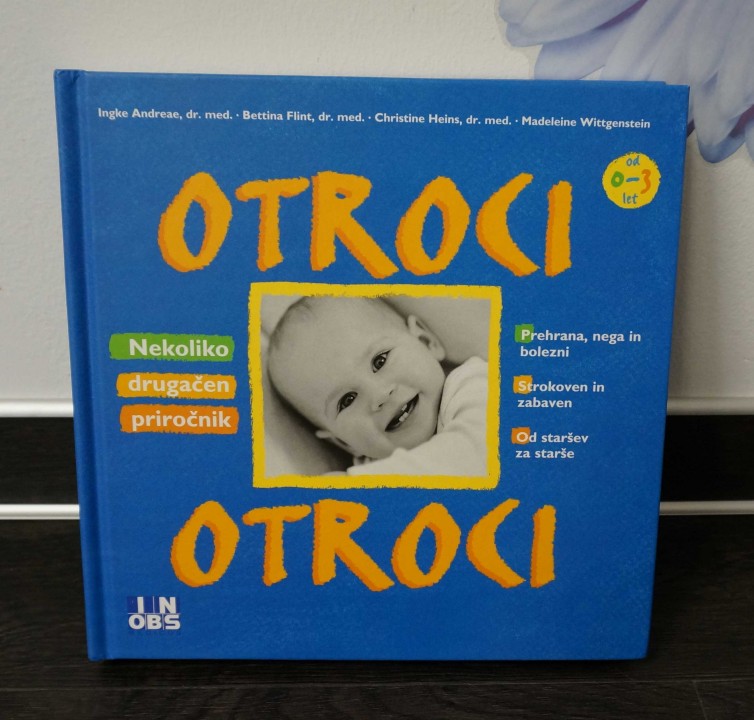 Ingke Andreae, dr. med. · Bettina Flint, dr. med. · Christine Heins, dr. med. · Madeleine Wittgenstein
od
0–3
let
OTROCI
Nekoliko
drugačen
priročnik
Prehrana, nega in
bolezni
Strokoven in
zabaven
Od staršev
za starše
OTROCI
IN
OBS